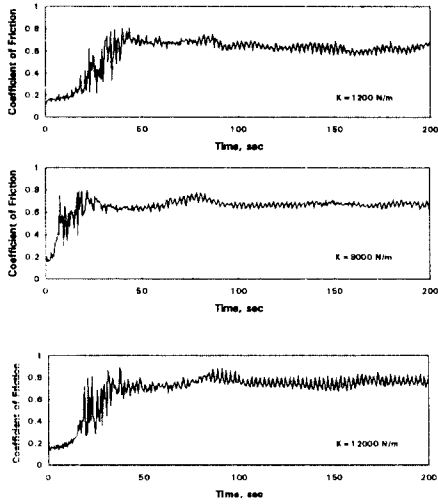 Coefficient of Friction
1
0.8
0.6
0.4
0.2
0
0 50 100 150 200
K = 1200 N/m
Time, sec
Coefficient of Friction
1
0.8
0.6
0.4
0.2
0
0 50 100 150 200
K = 8000 N/m
Time, sec
Coefficient of Friction
1
0.8
0.6
0.4
0.2
0
0 50 100 150 200
K = 12000 N/m
Time, sec